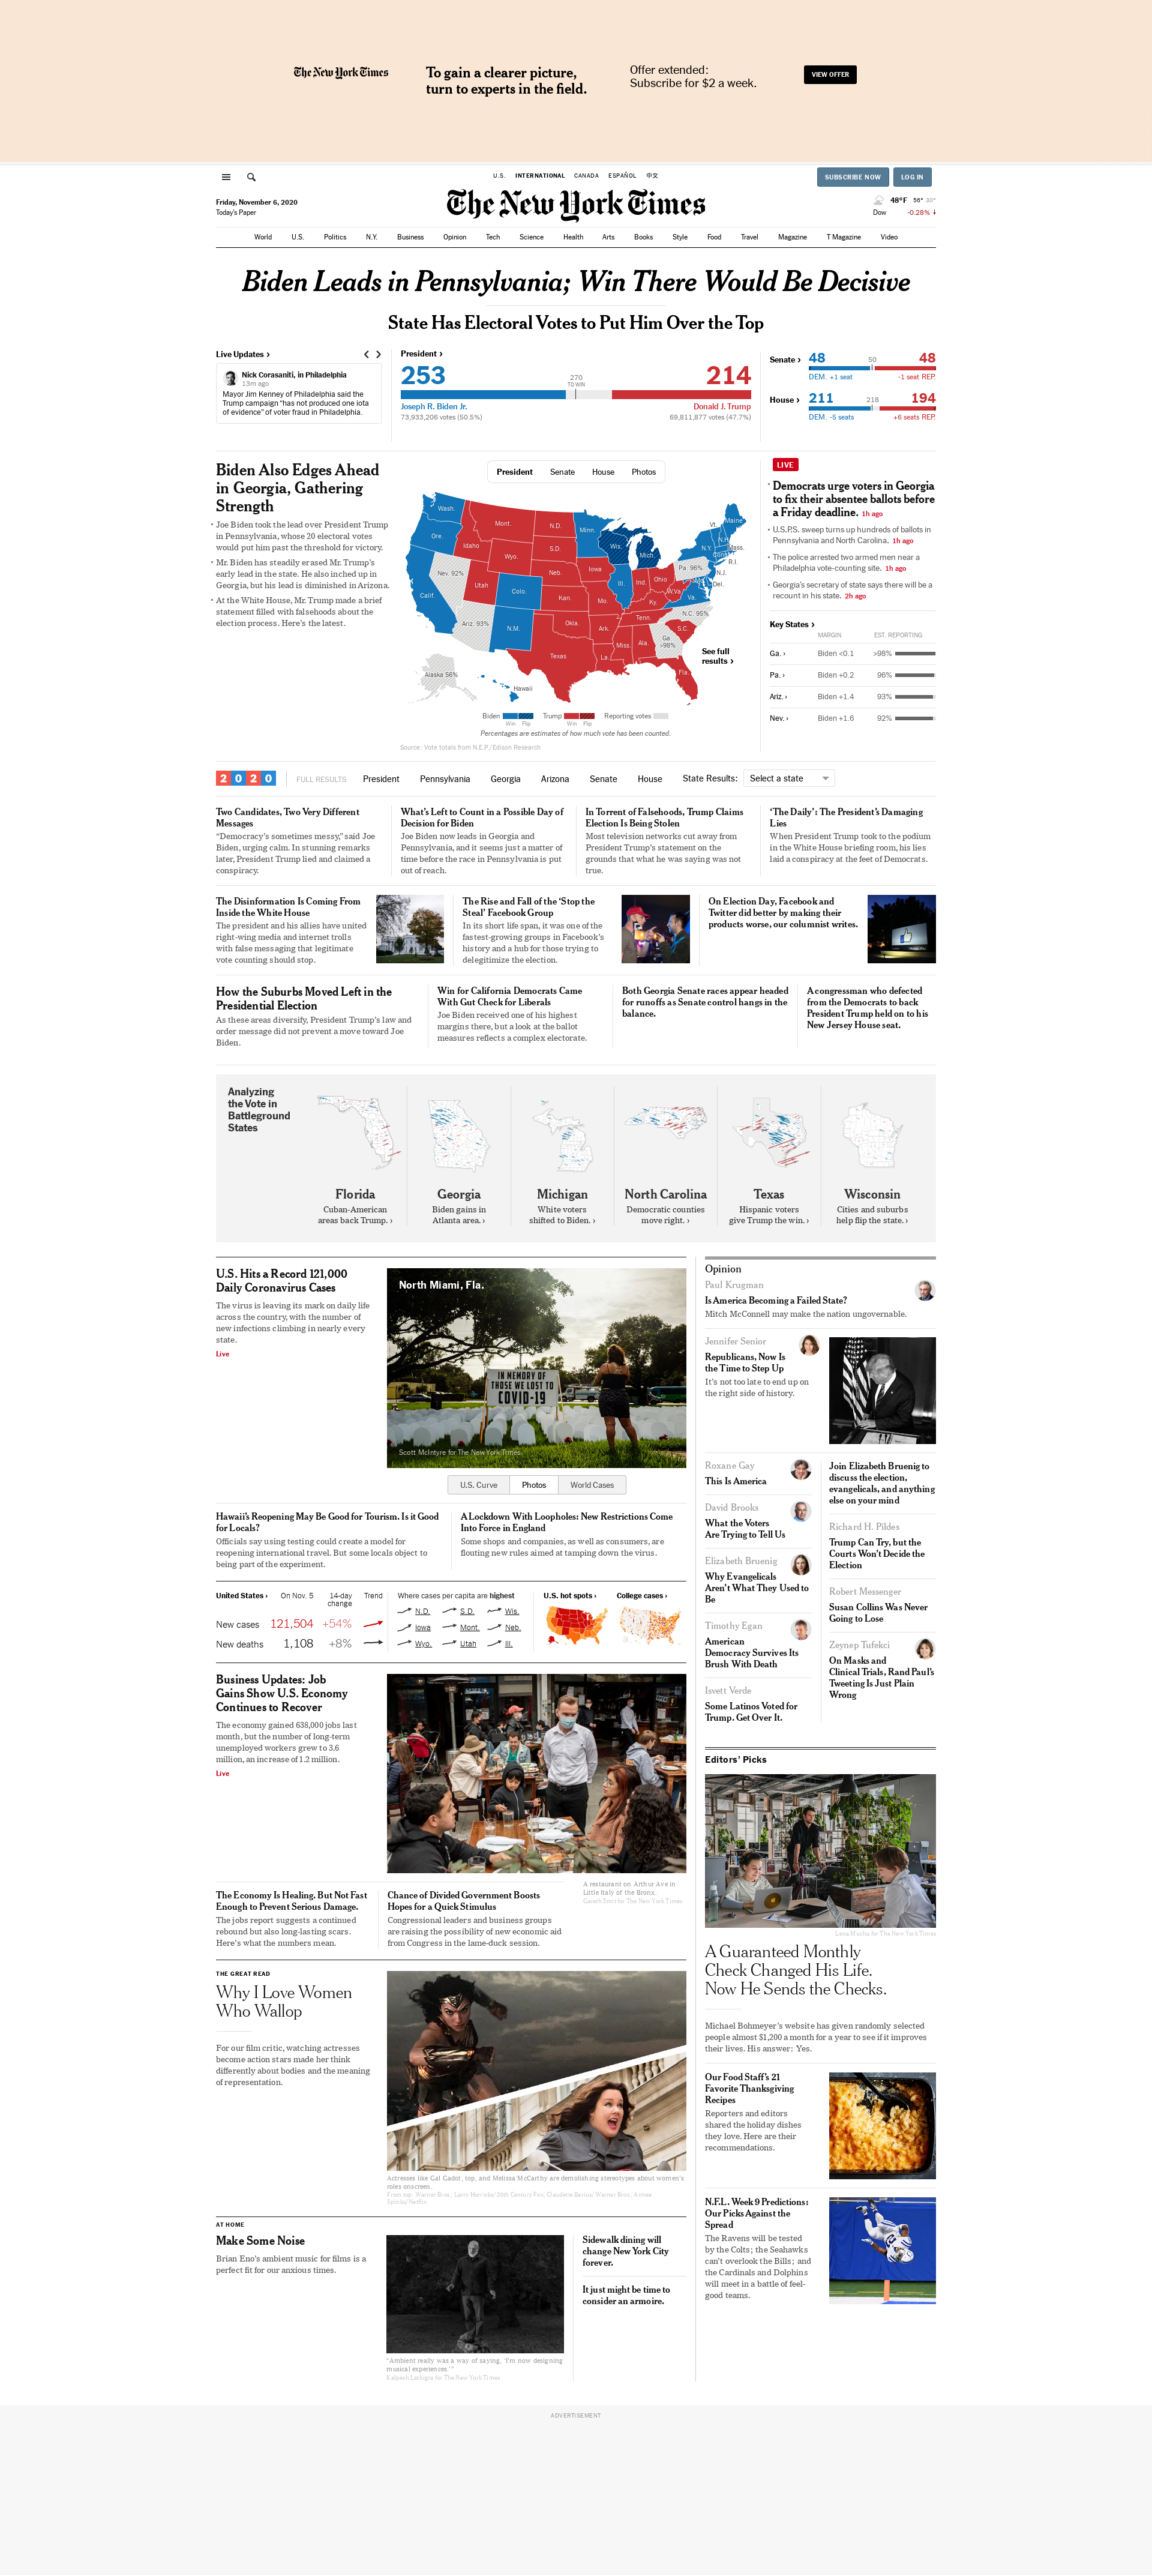 The New York Times
To gain a clearer picture,
turn to experts in the field.
Offer extended:
Subscribe for $2 a week.
VIEW OFFER
U.S. INTERNATIONAL CANADA ESPAÑOL 中文
SUBSCRIBE NOW LOG IN
Friday, November 6, 2020
Today's Paper
The New York Times
48°F 56° 38°
Dow -0.28% ↓
World U.S. Politics N.Y. Business Opinion Tech Science Health Arts Books Style Food Travel Magazine T Magazine Video
Biden Leads in Pennsylvania; Win There Would Be Decisive
State Has Electoral Votes to Put Him Over the Top
Live Updates ›
Nick Corasaniti, in Philadelphia
13m ago
Mayor Jim Kenney of Philadelphia said the
Trump campaign “has not produced one iota
of evidence” of voter fraud in Philadelphia.
President ›
253 270 TO WIN 214
Joseph R. Biden Jr. Donald J. Trump
73,933,206 votes (50.5%) 69,811,877 votes (47.7%)
Senate › 48 50 48
DEM. +1 seat -1 seat REP.
House › 211 218 194
DEM. -5 seats +6 seats REP.
Biden Also Edges Ahead
in Georgia, Gathering
Strength
Joe Biden took the lead over President Trump
in Pennsylvania, whose 20 electoral votes
would put him past the threshold for victory.
Mr. Biden has steadily erased Mr. Trump's
early lead in the state. He also inched up in
Georgia, but his lead is diminished in Arizona.
At the White House, Mr. Trump made a brief
statement filled with falsehoods about the
election process. Here's the latest.
President Senate House Photos
Wash.
Ore.
Calif.
Nev. 92%
Idaho
Mont.
Wyo.
Utah
Ariz. 93%
Colo.
N.M.
N.D.
S.D.
Neb.
Kan.
Okla.
Texas
Minn.
Iowa
Mo.
Ark.
La.
Wis.
Ill.
Mich.
Ind.
Ohio
Ky.
Tenn.
Miss.
Ala.
Ga. >98%
Fla.
S.C.
N.C. 95%
Va.
W.Va.
Pa. 96%
N.Y.
Vt.
N.H.
Maine
Mass.
Conn.
R.I.
N.J.
Del.
Alaska 56%
Hawaii
See full
results ›
Biden Trump Reporting votes
Win Flip Win Flip
Percentages are estimates of how much vote has been counted.
Source: Vote totals from N.E.P./Edison Research
LIVE
Democrats urge voters in Georgia
to fix their absentee ballots before
a Friday deadline. 1h ago
U.S.P.S. sweep turns up hundreds of ballots in
Pennsylvania and North Carolina. 1h ago
The police arrested two armed men near a
Philadelphia vote-counting site. 1h ago
Georgia's secretary of state says there will be a
recount in his state. 2h ago
Key States ›
MARGIN EST. REPORTING
Ga. › Biden <0.1 >98%
Pa. › Biden +0.2 96%
Ariz. › Biden +1.4 93%
Nev. › Biden +1.6 92%
2020 FULL RESULTS President Pennsylvania Georgia Arizona Senate House State Results: Select a state
Two Candidates, Two Very Different
Messages
“Democracy's sometimes messy,” said Joe
Biden, urging calm. In stunning remarks
later, President Trump lied and claimed a
conspiracy.
What's Left to Count in a Possible Day of
Decision for Biden
Joe Biden now leads in Georgia and
Pennsylvania, and it seems just a matter of
time before the race in Pennsylvania is put
out of reach.
In Torrent of Falsehoods, Trump Claims
Election Is Being Stolen
Most television networks cut away from
President Trump's statement on the
grounds that what he was saying was not
true.
‘The Daily’: The President's Damaging
Lies
When President Trump took to the podium
in the White House briefing room, his lies
laid a conspiracy at the feet of Democrats.
The Disinformation Is Coming From
Inside the White House
The president and his allies have united
right-wing media and internet trolls
with false messaging that legitimate
vote counting should stop.
The Rise and Fall of the ‘Stop the
Steal’ Facebook Group
In its short life span, it was one of the
fastest-growing groups in Facebook's
history and a hub for those trying to
delegitimize the election.
On Election Day, Facebook and
Twitter did better by making their
products worse, our columnist writes.
How the Suburbs Moved Left in the
Presidential Election
As these areas diversify, President Trump's law and
order message did not prevent a move toward Joe
Biden.
Win for California Democrats Came
With Gut Check for Liberals
Joe Biden received one of his highest
margins there, but a look at the ballot
measures reflects a complex electorate.
Both Georgia Senate races appear headed
for runoffs as Senate control hangs in the
balance.
A congressman who defected
from the Democrats to back
President Trump held on to his
New Jersey House seat.
Analyzing
the Vote in
Battleground
States
Florida
Cuban-American
areas back Trump. ›
Georgia
Biden gains in
Atlanta area. ›
Michigan
White voters
shifted to Biden. ›
North Carolina
Democratic counties
move right. ›
Texas
Hispanic voters
give Trump the win. ›
Wisconsin
Cities and suburbs
help flip the state. ›
U.S. Hits a Record 121,000
Daily Coronavirus Cases
The virus is leaving its mark on daily life
across the country, with the number of
new infections climbing in nearly every
state.
Live
North Miami, Fla.
IN MEMORY OF
THOSE WE LOST TO
COVID-19
Scott McIntyre for The New York Times
U.S. Curve Photos World Cases
Hawaii's Reopening May Be Good for Tourism. Is it Good
for Locals?
Officials say using testing could create a model for
reopening international travel. But some locals object to
being part of the experiment.
A Lockdown With Loopholes: New Restrictions Come
Into Force in England
Some shops and companies, as well as consumers, are
flouting new rules aimed at tamping down the virus.
United States › On Nov. 5 14-day change Trend
New cases 121,504 +54%
New deaths 1,108 +8%
Where cases per capita are highest
N.D. S.D. Wis.
Iowa Mont. Neb.
Wyo. Utah Ill.
U.S. hot spots › College cases ›
Business Updates: Job
Gains Show U.S. Economy
Continues to Recover
The economy gained 638,000 jobs last
month, but the number of long-term
unemployed workers grew to 3.6
million, an increase of 1.2 million.
Live
A restaurant on Arthur Ave in
Little Italy of the Bronx.
Gareth Smit for The New York Times
The Economy Is Healing, But Not Fast
Enough to Prevent Serious Damage.
The jobs report suggests a continued
rebound but also long-lasting scars.
Here's what the numbers mean.
Chance of Divided Government Boosts
Hopes for a Quick Stimulus
Congressional leaders and business groups
are raising the possibility of new economic aid
from Congress in the lame-duck session.
THE GREAT READ
Why I Love Women
Who Wallop
For our film critic, watching actresses
become action stars made her think
differently about bodies and the meaning
of representation.
Actresses like Gal Gadot, top, and Melissa McCarthy are demolishing stereotypes about women's
roles onscreen.
AT HOME
Make Some Noise
Brian Eno's ambient music for films is a
perfect fit for our anxious times.
“Ambient really was a way of saying, ‘I'm now designing
musical experiences.’”
Sidewalk dining will
change New York City
forever.
It just might be time to
consider an armoire.
Opinion
Paul Krugman
Is America Becoming a Failed State?
Mitch McConnell may make the nation ungovernable.
Jennifer Senior
Republicans, Now Is
the Time to Step Up
It's not too late to end up on
the right side of history.
Roxane Gay
This Is America
David Brooks
What the Voters
Are Trying to Tell Us
Elizabeth Bruenig
Why Evangelicals
Aren't What They Used to
Be
Timothy Egan
American
Democracy Survives Its
Brush With Death
Isvett Verde
Some Latinos Voted for
Trump. Get Over It.
Join Elizabeth Bruenig to
discuss the election,
evangelicals, and anything
else on your mind
Richard H. Pildes
Trump Can Try, but the
Courts Won't Decide the
Election
Robert Messenger
Susan Collins Was Never
Going to Lose
Zeynep Tufekci
On Masks and
Clinical Trials, Rand Paul's
Tweeting Is Just Plain
Wrong
Editors' Picks
Lena Mucha for The New York Times
A Guaranteed Monthly
Check Changed His Life.
Now He Sends the Checks.
Michael Bohmeyer's website has given randomly selected
people almost $1,200 a month for a year to see if it improves
their lives. His answer: Yes.
Our Food Staff's 21
Favorite Thanksgiving
Recipes
Reporters and editors
shared the holiday dishes
they love. Here are their
recommendations.
N.F.L. Week 9 Predictions:
Our Picks Against the
Spread
The Ravens will be tested
by the Colts; the Seahawks
can't overlook the Bills; and
the Cardinals and Dolphins
will meet in a battle of feel-
good teams.
ADVERTISEMENT